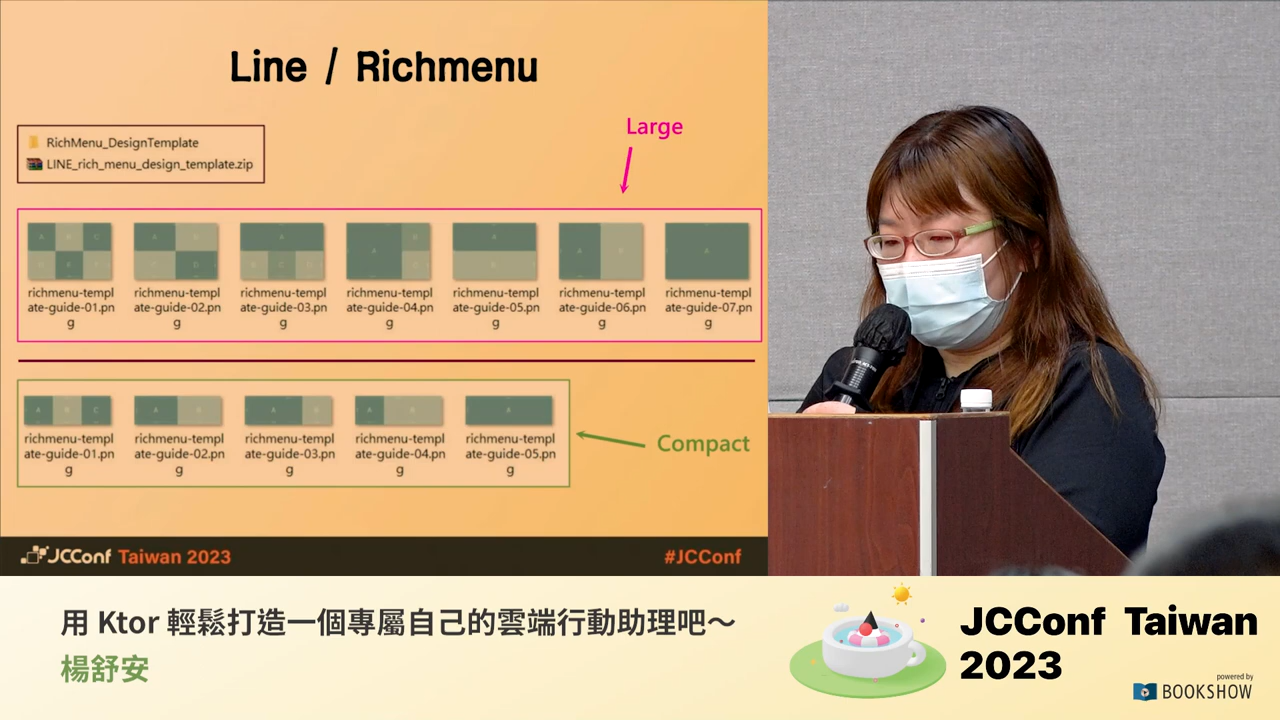 Line / Richmenu
RichMenu_DesignTemplate
LINE_rich_menu_design_template.zip
Large
A B C
A
A
A
A
A
A
richmenu-templ
ate-guide-01.pn
g
richmenu-templ
ate-guide-02.pn
g
richmenu-templ
ate-guide-03.pn
g
richmenu-templ
ate-guide-04.pn
g
richmenu-templ
ate-guide-05.pn
g
richmenu-templ
ate-guide-06.pn
g
richmenu-templ
ate-guide-07.pn
g
A B C
A
A
A
A
richmenu-templ
ate-guide-01.pn
g
richmenu-templ
ate-guide-02.pn
g
richmenu-templ
ate-guide-03.pn
g
richmenu-templ
ate-guide-04.pn
g
richmenu-templ
ate-guide-05.pn
g
Compact
JCConf Taiwan 2023
#JCConf
用 Ktor 輕鬆打造一個專屬自己的雲端行動助理吧～
楊舒安
JCConf Taiwan
2023
powered by
BOOKSHOW